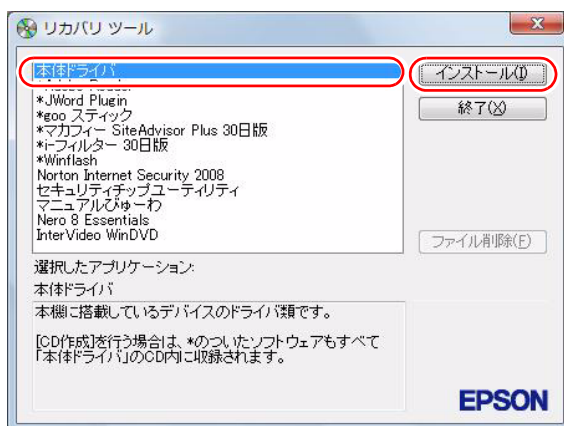 リカバリ ツール
本体ドライバ
インストール(I)
*JWord Plugin
*goo スティック
*マカフィー SiteAdvisor Plus 30日版
*i-フィルター 30日版
*Winflash
Norton Internet Security 2008
セキュリティチップユーティリティ
マニュアルびゅーわ
Nero 8 Essentials
InterVideo WinDVD
終了(X)
ファイル削除(F)
選択したアプリケーション:
本体ドライバ
本機に搭載しているデバイスのドライバ類です。
[CD作成]を行う場合は、*のついたソフトウェアもすべて
「本体ドライバ」のCD内に収録されます。
EPSON